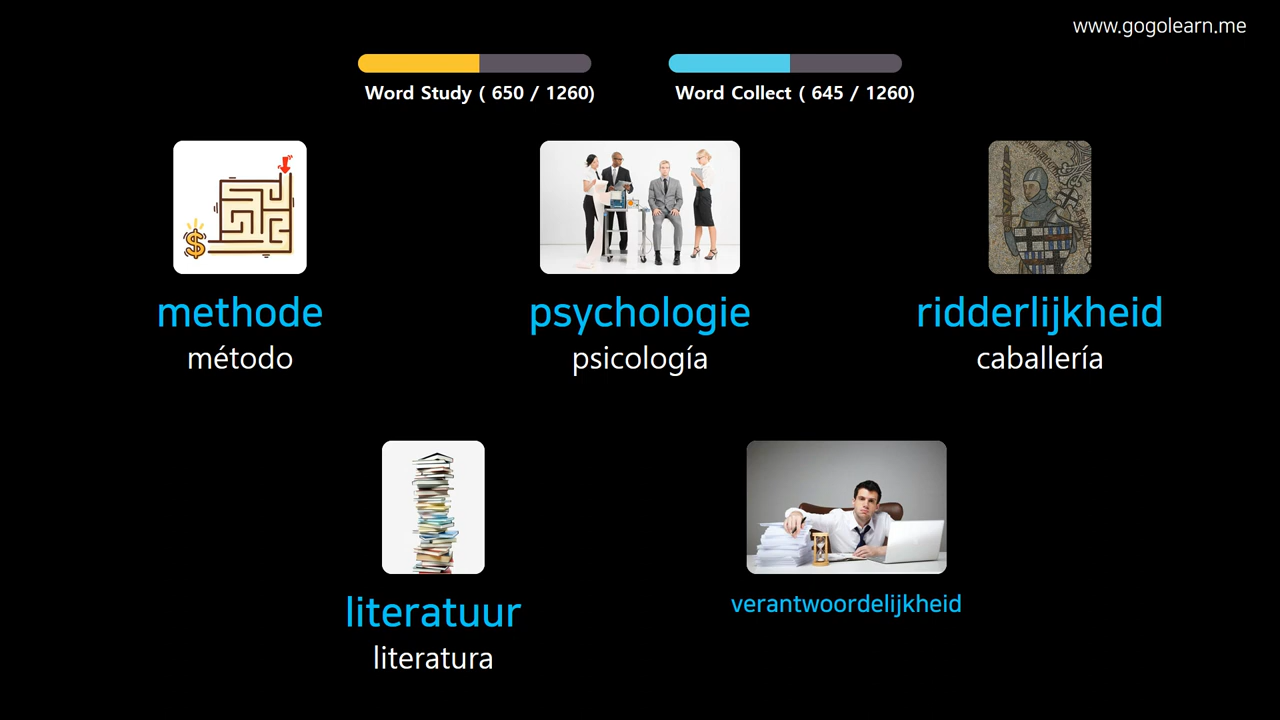 www.gogolearn.me
Word Study ( 650 / 1260)
Word Collect ( 645 / 1260)
methode
método
psychologie
psicología
ridderlijkheid
caballería
literatuur
literatura
verantwoordelijkheid